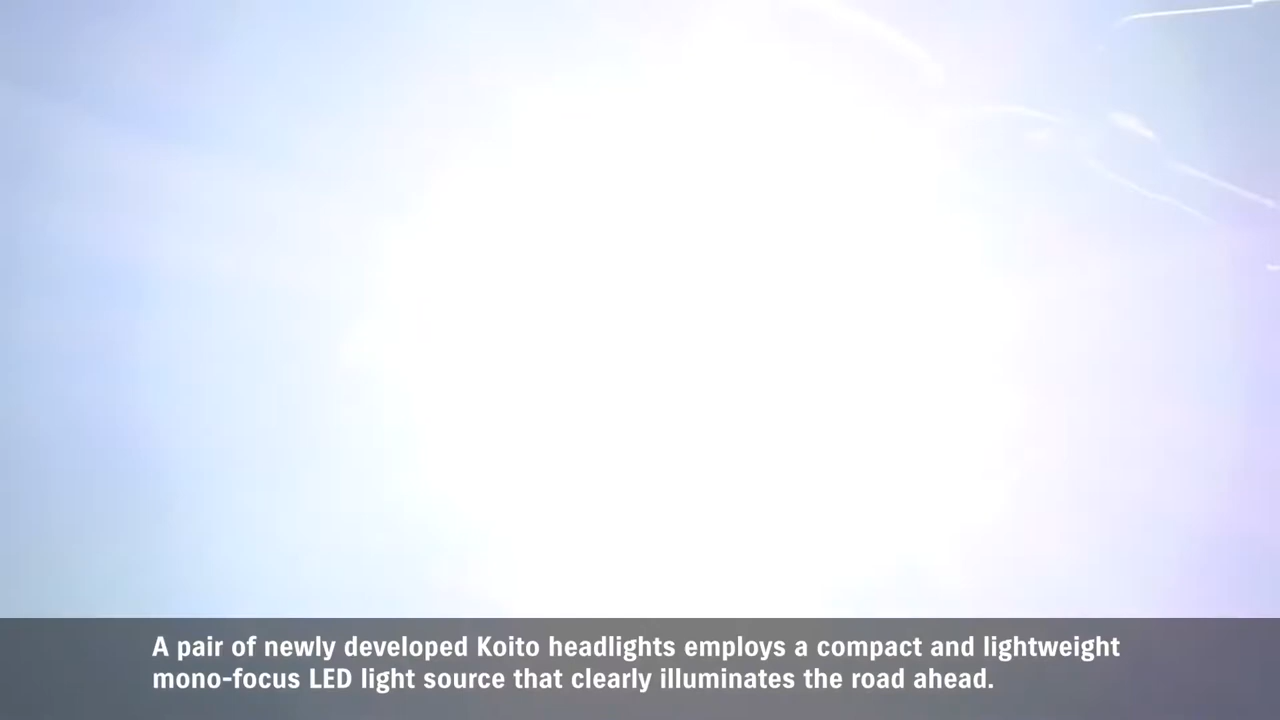 A pair of newly developed Koito headlights employs a compact and lightweight
mono-focus LED light source that clearly illuminates the road ahead.